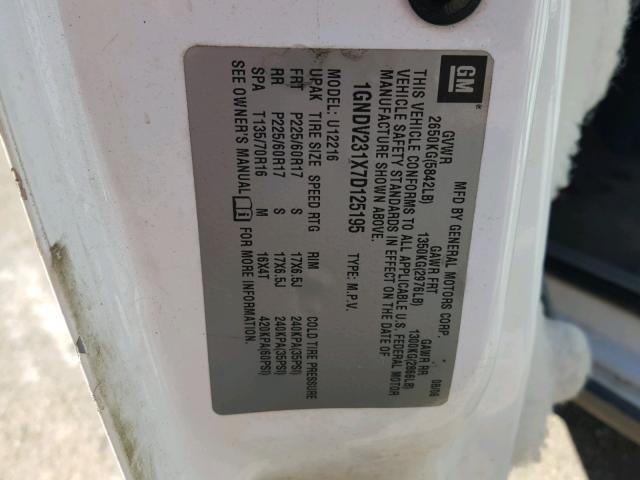 GM
MFD BY GENERAL MOTORS CORP. 08/06
GVWR GAWR FRT GAWR RR
2650KG(5842LB) 1350KG(2976LB) 1300KG(2866LB)
THIS VEHICLE CONFORMS TO ALL APPLICABLE U.S. FEDERAL MOTOR
VEHICLE SAFETY STANDARDS IN EFFECT ON THE DATE OF
MANUFACTURE SHOWN ABOVE.
1GNDV231X7D125195 TYPE: M.P.V.
MODEL: U12216
UPAK TIRE SIZE SPEED RTG RIM COLD TIRE PRESSURE
FRT P225/60R17 S 17X6.5J 240KPA(35PSI)
RR P225/60R17 S 17X6.5J 240KPA(35PSI)
SPA T135/70R16 M 16X4T 420KPA(60PSI)
SEE OWNER'S MANUAL FOR MORE INFORMATION